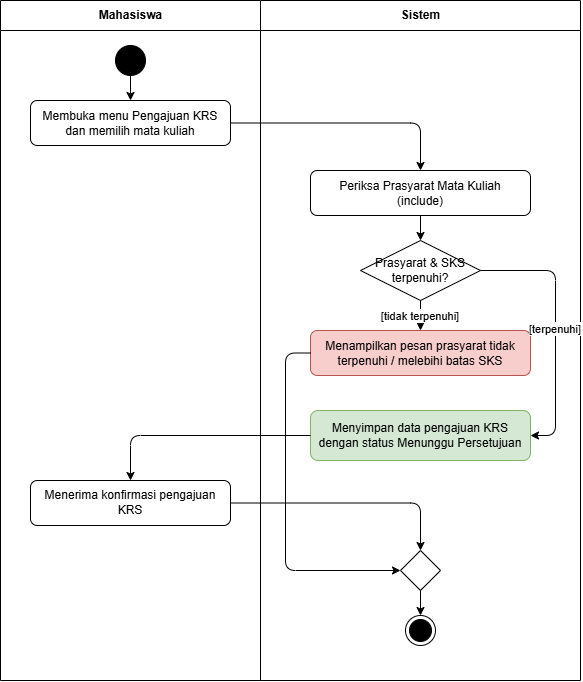 Mahasiswa
Sistem
Membuka menu Pengajuan KRS
dan memilih mata kuliah
Periksa Prasyarat Mata Kuliah
(include)
Prasyarat & SKS
terpenuhi?
[tidak terpenuhi]
[terpenuhi]
Menampilkan pesan prasyarat tidak
terpenuhi / melebihi batas SKS
Menyimpan data pengajuan KRS
dengan status Menunggu Persetujuan
Menerima konfirmasi pengajuan
KRS